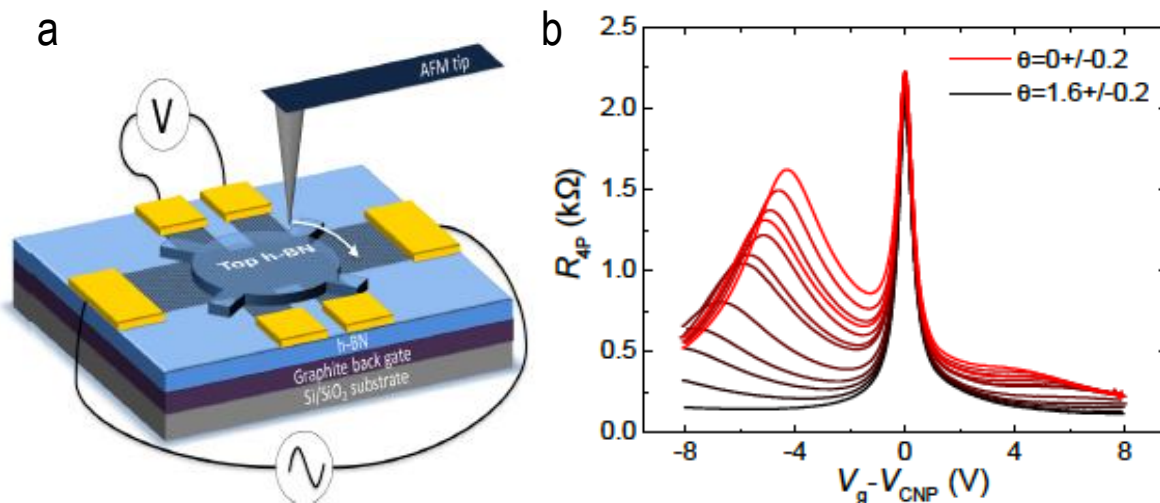 a
AFM tip
V
Top h-BN
h-BN
Graphite back gate
Si/SiO₂ substrate
b
2.5
2.0
1.5
1.0
0.5
0.0
R4P (kΩ)
θ=0+/-0.2
θ=1.6+/-0.2
-8
-4
0
4
8
Vg-VCNP (V)